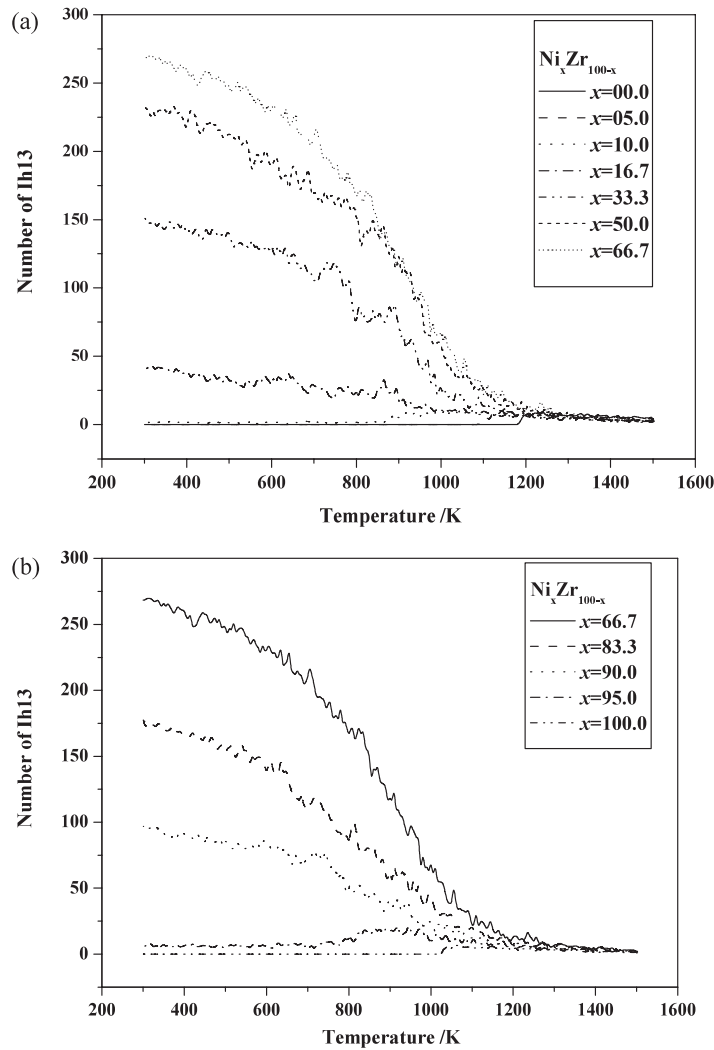 (a)
300
250
200
150
100
50
0
Number of Ih13
200 400 600 800 1000 1200 1400 1600
Temperature /K
NiₓZr₁₀₀₋ₓ
x=00.0
x=05.0
x=10.0
x=16.7
x=33.3
x=50.0
x=66.7
(b)
300
250
200
150
100
50
0
Number of Ih13
200 400 600 800 1000 1200 1400 1600
Temperature /K
NiₓZr₁₀₀₋ₓ
x=66.7
x=83.3
x=90.0
x=95.0
x=100.0